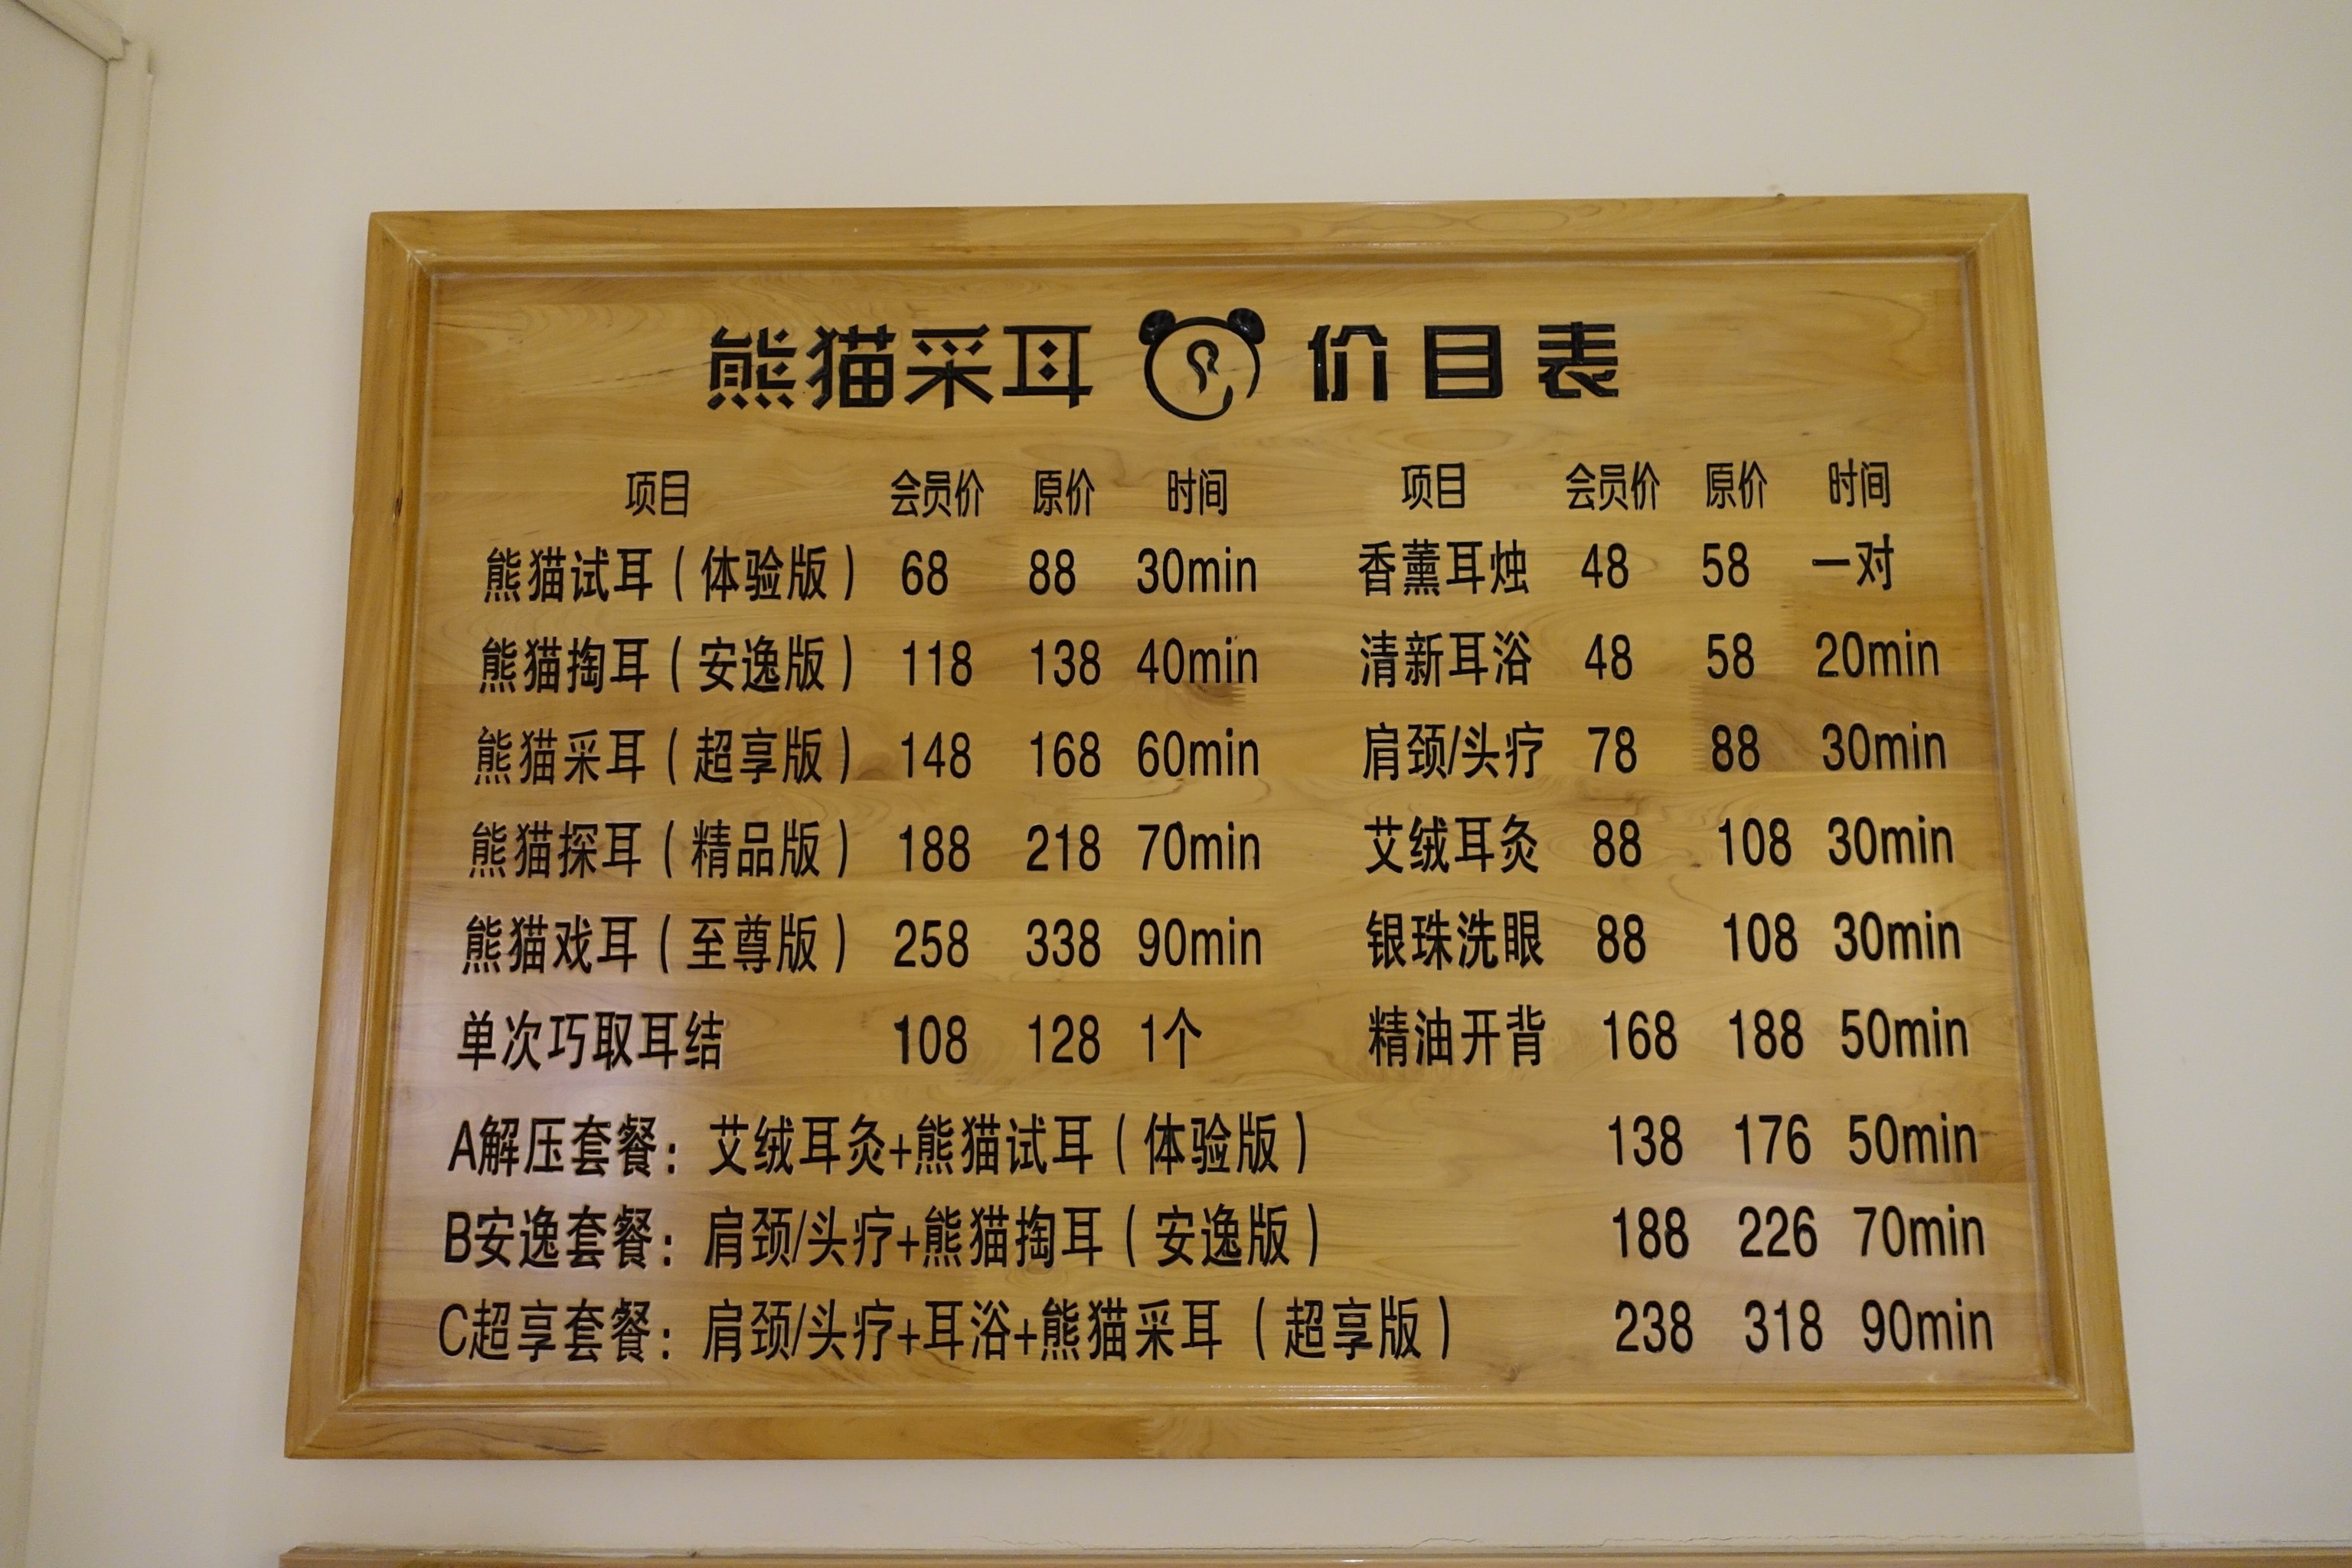 熊猫采耳 价目表
项目 会员价 原价 时间 项目 会员价 原价 时间
熊猫试耳(体验版) 68 88 30min 香薰耳烛 48 58 一对
熊猫掏耳(安逸版) 118 138 40min 清新耳浴 48 58 20min
熊猫采耳(超享版) 148 168 60min 肩颈/头疗 78 88 30min
熊猫探耳(精品版) 188 218 70min 艾绒耳灸 88 108 30min
熊猫戏耳(至尊版) 258 338 90min 银珠洗眼 88 108 30min
单次巧取耳结 108 128 1个 精油开背 168 188 50min
A解压套餐:艾绒耳灸+熊猫试耳(体验版) 138 176 50min
B安逸套餐:肩颈/头疗+熊猫掏耳(安逸版) 188 226 70min
C超享套餐:肩颈/头疗+耳浴+熊猫采耳(超享版) 238 318 90min